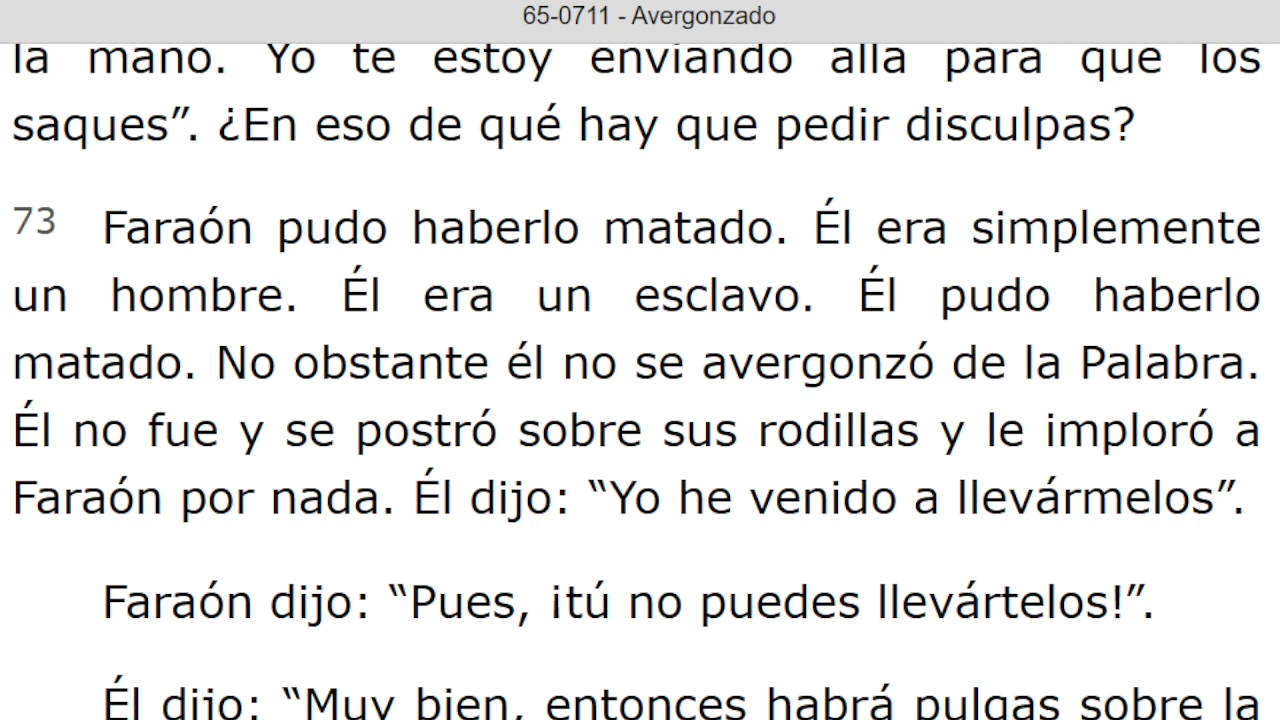 65-0711 - Avergonzado
la mano. Yo te estoy enviando allá para que los
saques”. ¿En eso de qué hay que pedir disculpas?
73 Faraón pudo haberlo matado. Él era simplemente
un hombre. Él era un esclavo. Él pudo haberlo
matado. No obstante él no se avergonzó de la Palabra.
Él no fue y se postró sobre sus rodillas y le imploró a
Faraón por nada. Él dijo: “Yo he venido a llevármelos”.
Faraón dijo: “Pues, ¡tú no puedes llevártelos!”.
Él dijo: “Muy bien, entonces habrá pulgas sobre la